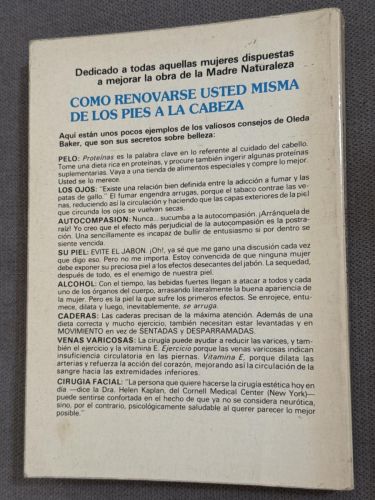 Dedicado a todas aquellas mujeres dispuestas
a mejorar la obra de la Madre Naturaleza
COMO RENOVARSE USTED MISMA
DE LOS PIES A LA CABEZA
Aquí están unos pocos ejemplos de los valiosos consejos de Oleda
Baker, que son sus secretos sobre belleza:
PELO: Proteínas es la palabra clave en lo referente al cuidado del cabello.
Tome una dieta rica en proteínas, y procure también ingerir algunas proteínas
suplementarias. Vaya a una tienda de alimentos especiales y compre lo mejor.
Usted se lo merece.
LOS OJOS: "Existe una relación bien definida entre la adicción a fumar y las
patas de gallo." El fumar engendra arrugas, porque el tabaco contrae las ve-
nas, reduciendo así la circulación y haciendo que las capas exteriores de la piel
que circunda los ojos se vuelvan secas.
AUTOCOMPASION: Nunca... sucumba a la autocompasión. ¡Arránquela de
raíz! Yo creo que el efecto más perjudicial de la autocompasión es la postra-
ción. Una sencillamente es incapaz de bullir de entusiasmo si por dentro se
siente vencida.
SU PIEL: EVITE EL JABON. ¡Oh!, ya sé que me gano una discusión cada vez
que digo eso. Pero no me importa. Estoy convencida de que ninguna mujer
debe exponer su preciosa piel a los efectos desecantes del jabón. La sequedad,
después de todo, es el enemigo de nuestra piel.
ALCOHOL: Con el tiempo, las bebidas fuertes llegan a atacar a todos y cada
uno de los órganos del cuerpo, arrasando literalmente la buena apariencia de
la mujer. Pero es la piel la que sufre los primeros efectos. Se enrojece, entu-
mece, dilata y luego, inevitablemente, se arruga.
CADERAS: Las caderas precisan de la máxima atención. Además de una
dieta correcta y mucho ejercicio, también necesitan estar levantadas y en
MOVIMIENTO en vez de SENTADAS Y DESPARRAMADAS.
VENAS VARICOSAS: La cirugía puede ayudar a reducir las varices, y tam-
bién el ejercicio y la vitamina E. Ejercicio porque las venas varicosas indican
insuficiencia circulatoria en las piernas. Vitamina E, porque dilata las
arterias y refuerza la acción del corazón, mejorando así la circulación de la
sangre hacia las extremidades inferiores.
CIRUGIA FACIAL: "La persona que quiere hacerse la cirugía estética hoy en
día —dice la Dra. Helen Kaplan, del Cornell Medical Center (New York)—
puede sentirse confortada en el hecho de que ya no se considera neurótica,
sino, por el contrario, psicológicamente saludable al querer parecer lo mejor
posible."